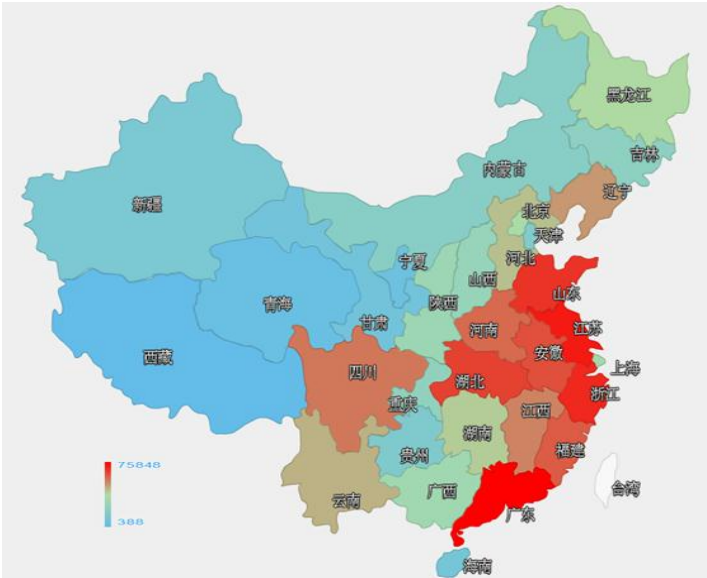 黑龙江
吉林
内蒙古
辽宁
新疆
北京
天津
宁夏
河北
山西
山东
青海
陕西
甘肃
河南
江苏
西藏
安徽
四川
上海
湖北
浙江
重庆
江西
湖南
福建
贵州
75848
广西
台湾
云南
广东
388
海南